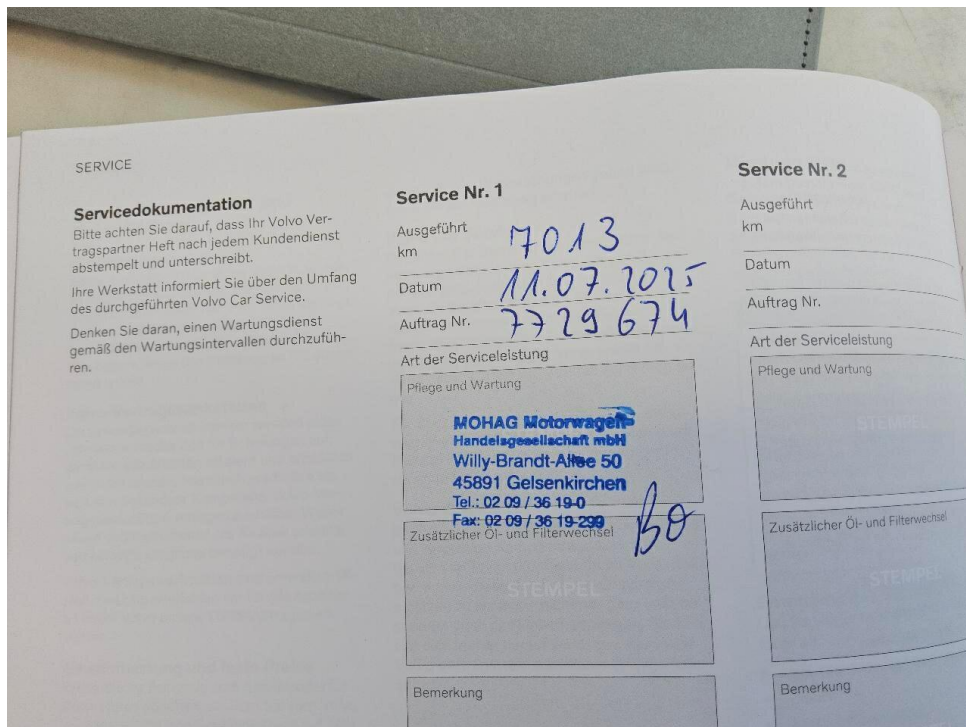 SERVICE
Servicedokumentation
Bitte achten Sie darauf, dass Ihr Volvo Ver-
tragspartner Heft nach jedem Kundendienst
abstempelt und unterschreibt.
Ihre Werkstatt informiert Sie über den Umfang
des durchgeführten Volvo Car Service.
Denken Sie daran, einen Wartungsdienst
gemäß den Wartungsintervallen durchzufüh-
ren.
Service Nr. 1
Ausgeführt
km 7013
Datum 11.07.2025
Auftrag Nr. 7729674
Art der Serviceleistung
Pflege und Wartung
MOHAG Motorwagen
Handelsgesellschaft mbH
Willy-Brandt-Allee 50
45891 Gelsenkirchen
Tel.: 02 09 / 36 19-0
Fax: 02 09 / 36 19-299
Zusätzlicher Öl- und Filterwechsel
STEMPEL
Bemerkung
Service Nr. 2
Ausgeführt
km
Datum
Auftrag Nr.
Art der Serviceleistung
Pflege und Wartung
STEMPEL
Zusätzlicher Öl- und Filterwechsel
STEMPEL
Bemerkung